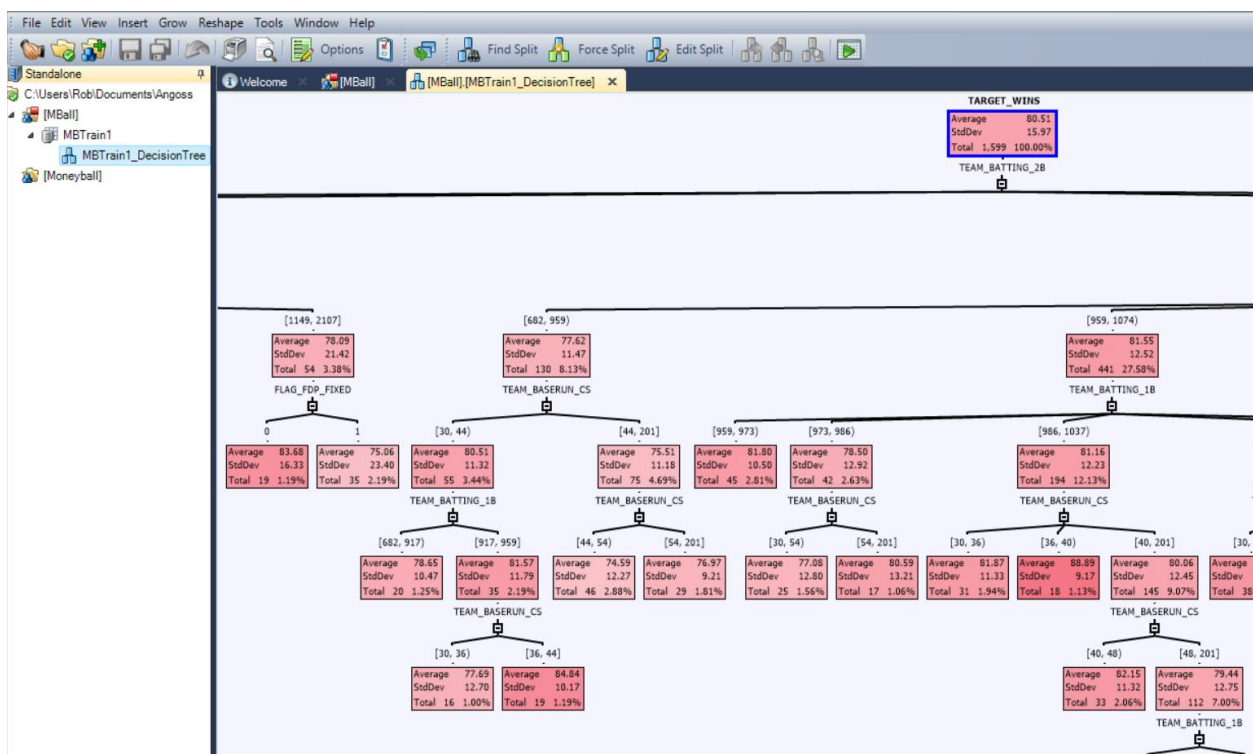 File Edit View Insert Grow Reshape Tools Window Help
Options Find Split Force Split Edit Split
Standalone
C:\Users\Rob\Documents\Angoss
[MBall]
MBTrain1
MBTrain1_DecisionTree
[Moneyball]
Welcome [MBall] [MBall].[MBTrain1_DecisionTree]
TARGET_WINS
Average 80.51
StdDev 15.97
Total 1,599 100.00%
TEAM_BATTING_2B
[1149, 2107] [682, 959) [959, 1074)
Average 78.09 Average 77.62 Average 81.55
StdDev 21.42 StdDev 11.47 StdDev 12.52
Total 54 3.38% Total 130 8.13% Total 441 27.58%
FLAG_FDP_FIXED TEAM_BASERUN_CS TEAM_BATTING_1B
0 1 [30, 44) [44, 201] [959, 973) [973, 986) [986, 1037)
Average 83.68 Average 75.06 Average 80.51 Average 75.51 Average 81.80 Average 78.50 Average 81.16
StdDev 16.33 StdDev 23.40 StdDev 11.32 StdDev 11.18 StdDev 10.50 StdDev 12.92 StdDev 12.23
Total 19 1.19% Total 35 2.19% Total 55 3.44% Total 75 4.69% Total 45 2.81% Total 42 2.63% Total 194 12.13%
TEAM_BATTING_1B TEAM_BASERUN_CS TEAM_BASERUN_CS TEAM_BASERUN_CS
[682, 917) [917, 959) [44, 54) [54, 201] [30, 54) [54, 201] [30, 36) [36, 40) [40, 201] [30,
Average 78.65 Average 81.57 Average 74.59 Average 76.97 Average 77.08 Average 80.59 Average 81.87 Average 88.89 Average 80.06 Average
StdDev 10.47 StdDev 11.79 StdDev 12.27 StdDev 9.21 StdDev 12.80 StdDev 13.21 StdDev 11.33 StdDev 9.17 StdDev 12.45 StdDev
Total 20 1.25% Total 35 2.19% Total 46 2.88% Total 29 1.81% Total 25 1.56% Total 17 1.06% Total 31 1.94% Total 18 1.13% Total 145 9.07% Total 38
TEAM_BASERUN_CS TEAM_BASERUN_CS
[30, 36) [36, 44] [40, 48) [48, 201]
Average 77.69 Average 84.84 Average 82.15 Average 79.44
StdDev 12.70 StdDev 10.17 StdDev 11.32 StdDev 12.75
Total 16 1.00% Total 19 1.19% Total 33 2.06% Total 112 7.00%
TEAM_BATTING_1B